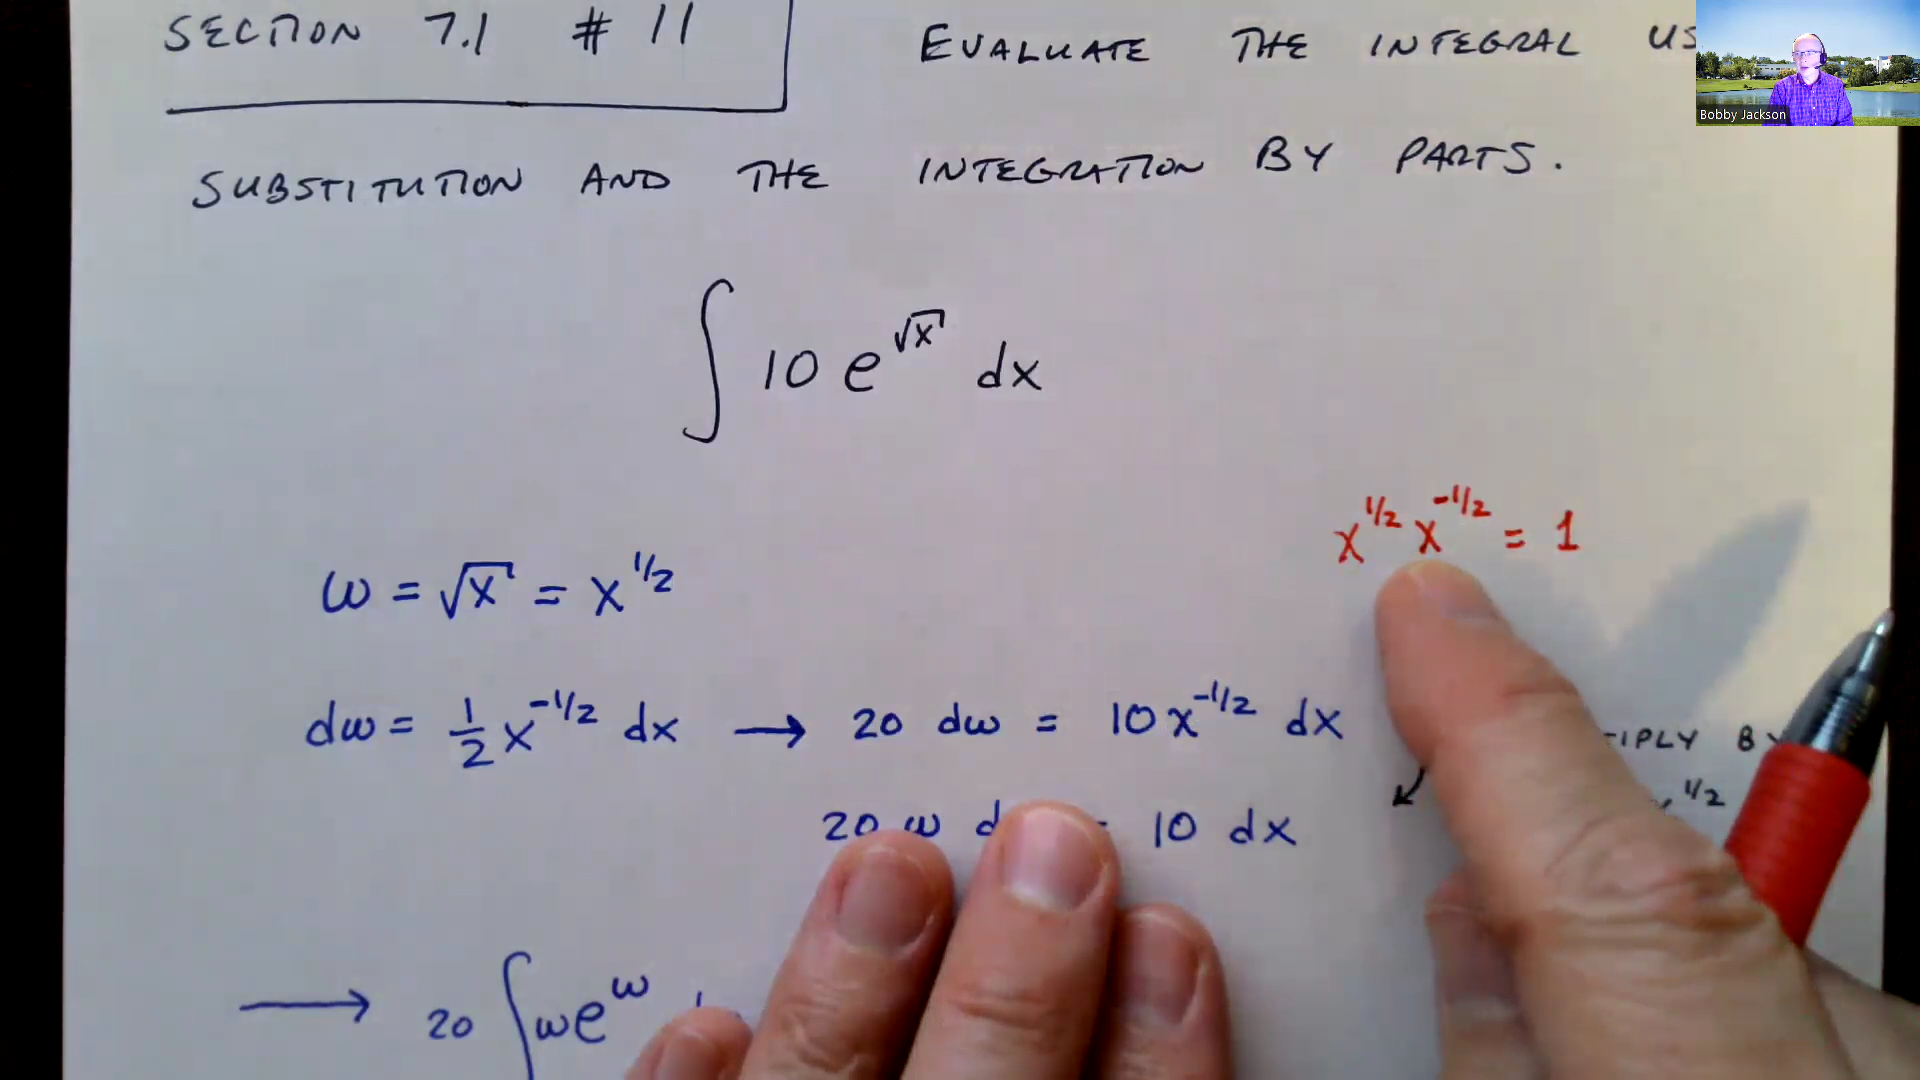 SECTION 7.1 # 11
EVALUATE THE INTEGRAL
Bobby Jackson
SUBSTITUTION AND THE INTEGRATION BY PARTS.
∫ 10 e^√x dx
x^1/2 x^-1/2 = 1
w = √x = x^1/2
dw = 1/2 x^-1/2 dx → 20 dw = 10x^-1/2 dx
BY
20 w = 10 dx
→ 20 ∫ we^w